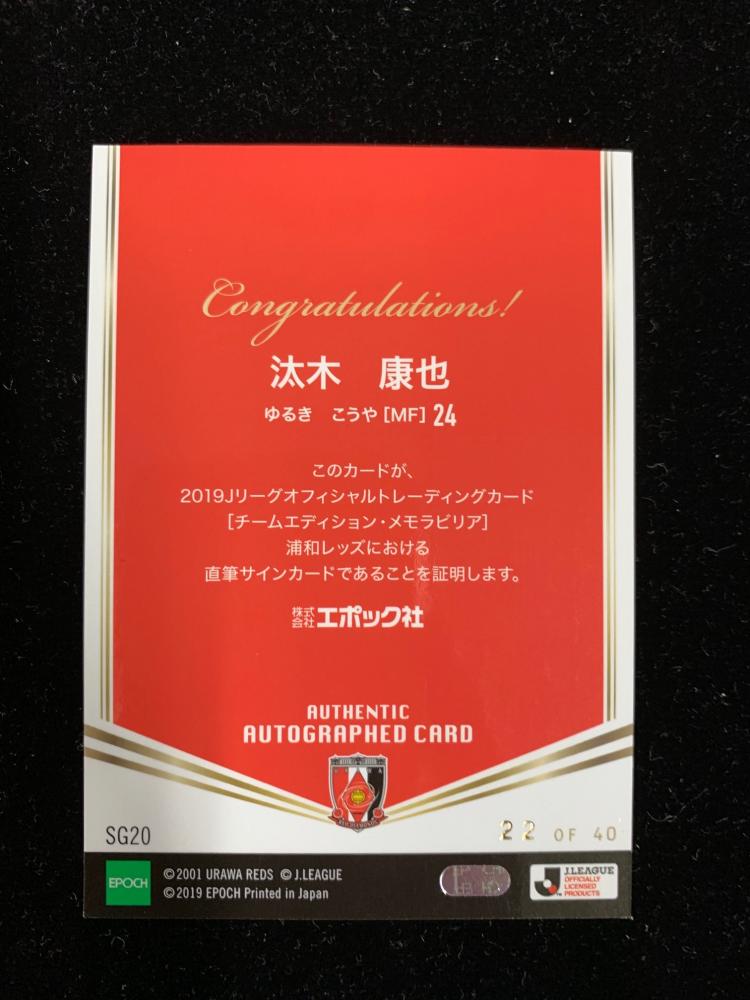 Congratulations!
汰木　康也
ゆるき　こうや [MF] 24
このカードが、
2019Jリーグオフィシャルトレーディングカード
[チームエディション・メモラビリア]
浦和レッズにおける
直筆サインカードであることを証明します。
株式会社エポック社
AUTHENTIC
AUTOGRAPHED CARD
SG20
22 OF 40
EPOCH
©2001 URAWA REDS ©J.LEAGUE
©2019 EPOCH Printed in Japan
J.LEAGUE
OFFICIALLY
LICENSED
PRODUCTS